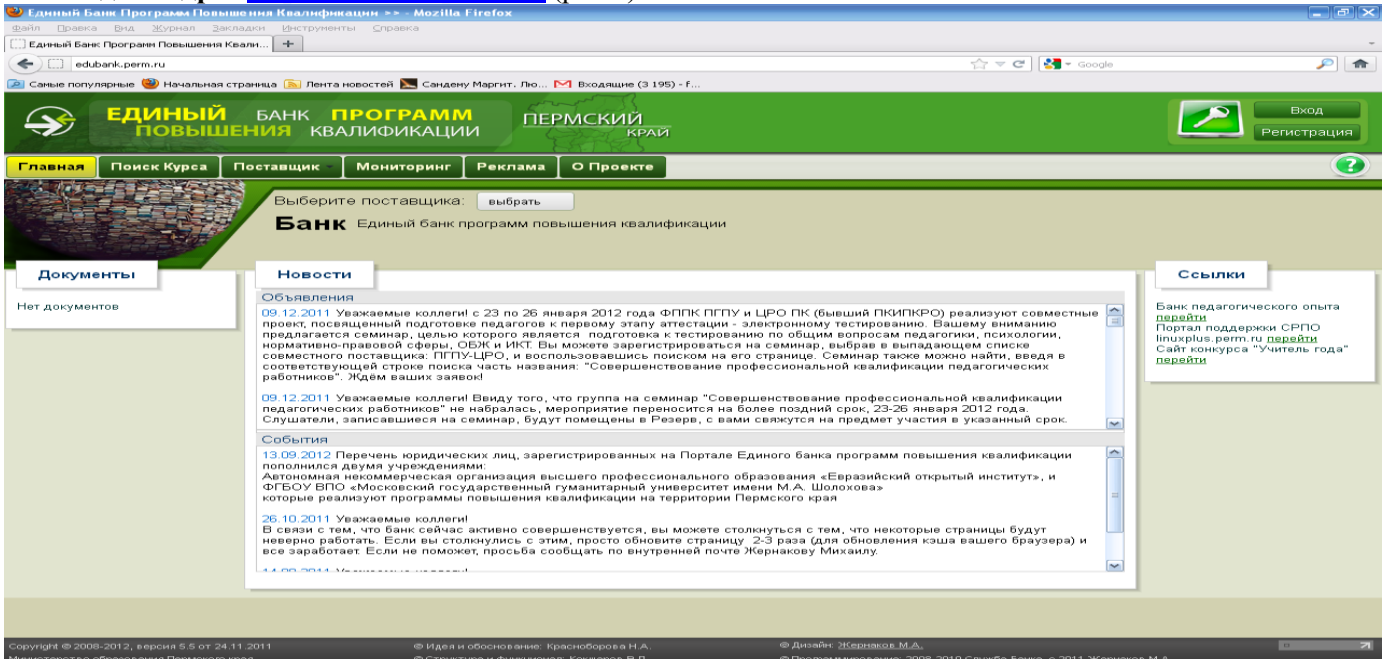 Единый Банк Программ Повышения Квалификации >> - Mozilla Firefox
Файл Правка Вид Журнал Закладки Инструменты Справка
Единый Банк Программ Повышения Квали... +
edubank.perm.ru Google
Самые популярные Начальная страница Лента новостей Сандему Маргит. Лю... Входящие (3 195) - f...
ЕДИНЫЙ БАНК ПРОГРАММ
ПОВЫШЕНИЯ КВАЛИФИКАЦИИ
ПЕРМСКИЙ
КРАЙ
Вход
Регистрация
Главная Поиск Курса Поставщик Мониторинг Реклама О Проекте ?
Выберите поставщика: выбрать
Банк Единый банк программ повышения квалификации
Документы
Нет документов
Новости
Объявления
09.12.2011 Уважаемые коллеги! с 23 по 26 января 2012 года ФППК ПГПУ и ЦРО ПК (бывший ПКИПКРО) реализуют совместные
проект, посвященный подготовке педагогов к первому этапу аттестации - электронному тестированию. Вашему вниманию
предлагается семинар, целью которого является подготовка к тестированию по общим вопросам педагогики, психологии,
нормативно-правовой сферы, ОБЖ и ИКТ. Вы можете зарегистрироваться на семинар, выбрав в выпадающем списке
совместного поставщика: ПГПУ-ЦРО, и воспользовавшись поиском на его странице. Семинар также можно найти, введя в
соответствующей строке поиска часть названия: "Совершенствование профессиональной квалификации педагогических
работников". Ждём ваших заявок!
09.12.2011 Уважаемые коллеги! Ввиду того, что группа на семинар "Совершенствование профессиональной квалификации
педагогических работников" не набралась, мероприятие переносится на более поздний срок, 23-26 января 2012 года.
Слушатели, записавшиеся на семинар, будут помещены в Резерв, с вами свяжутся на предмет участия в указанный срок.
События
13.09.2012 Перечень юридических лиц, зарегистрированных на Портале Единого банка программ повышения квалификации
пополнился двумя учреждениями:
Автономная некоммерческая организация высшего профессионального образования «Евразийский открытый институт», и
ФГБОУ ВПО «Московский государственный гуманитарный университет имени М.А. Шолохова»
которые реализуют программы повышения квалификации на территории Пермского края
26.10.2011 Уважаемые коллеги!
В связи с тем, что банк сейчас активно совершенствуется, вы можете столкнуться с тем, что некоторые страницы будут
неверно работать. Если вы столкнулись с этим, просто обновите страницу 2-3 раза (для обновления кэша вашего браузера) и
все заработает. Если не поможет, просьба сообщать по внутренней почте Жернакову Михаилу.
Ссылки
Банк педагогического опыта
перейти
Портал поддержки СРПО
linuxplus.perm.ru перейти
Сайт конкурса "Учитель года"
перейти
Copyright © 2008-2012, версия 5.5 от 24.11.2011
© Идея и обоснование: Красноборова Н.А.
© Дизайн: Жернаков М.А.